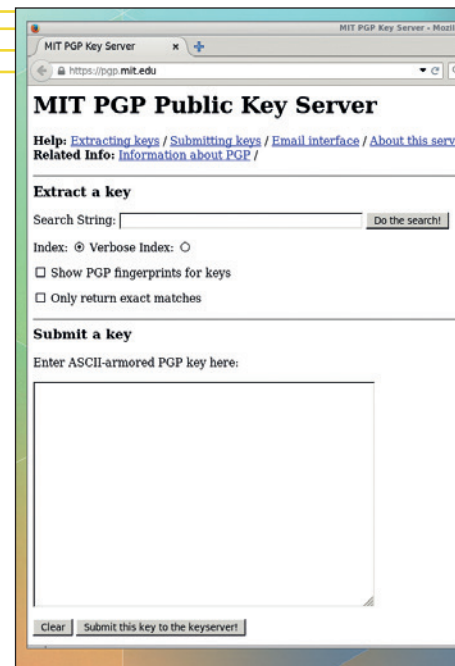 MIT PGP Key Server - Mozil
MIT PGP Key Server
https://pgp.mit.edu
MIT PGP Public Key Server
Help: Extracting keys / Submitting keys / Email interface / About this serv
Related Info: Information about PGP /
Extract a key
Search String: Do the search!
Index: Verbose Index:
Show PGP fingerprints for keys
Only return exact matches
Submit a key
Enter ASCII-armored PGP key here:
Clear Submit this key to the keyserver!